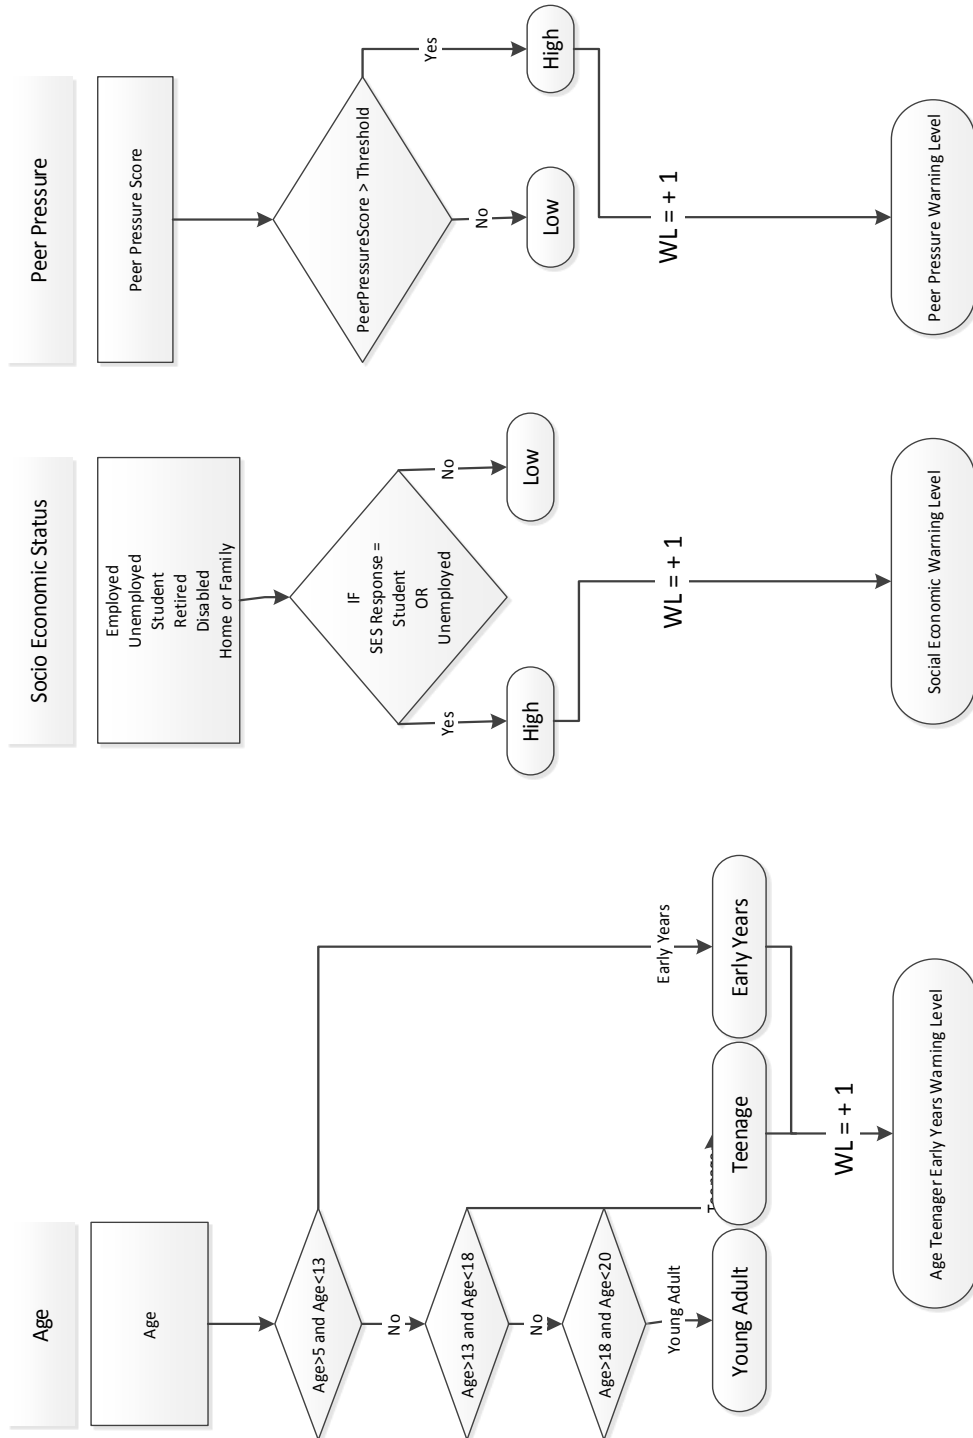 Age
Age
Age>5 and Age<13
No
Age>13 and Age<18
No
Age>18 and Age<20
Young Adult
Early Years
Young Adult
Teenage
Early Years
WL = + 1
Age Teenager Early Years Warning Level
Socio Economic Status
Employed
Unemployed
Student
Retired
Disabled
Home or Family
IF
SES Response =
Student
OR
Unemployed
Yes
No
High
Low
WL = + 1
Social Economic Warning Level
Peer Pressure
Peer Pressure Score
PeerPressureScore > Threshold
No
Yes
Low
High
WL = + 1
Peer Pressure Warning Level